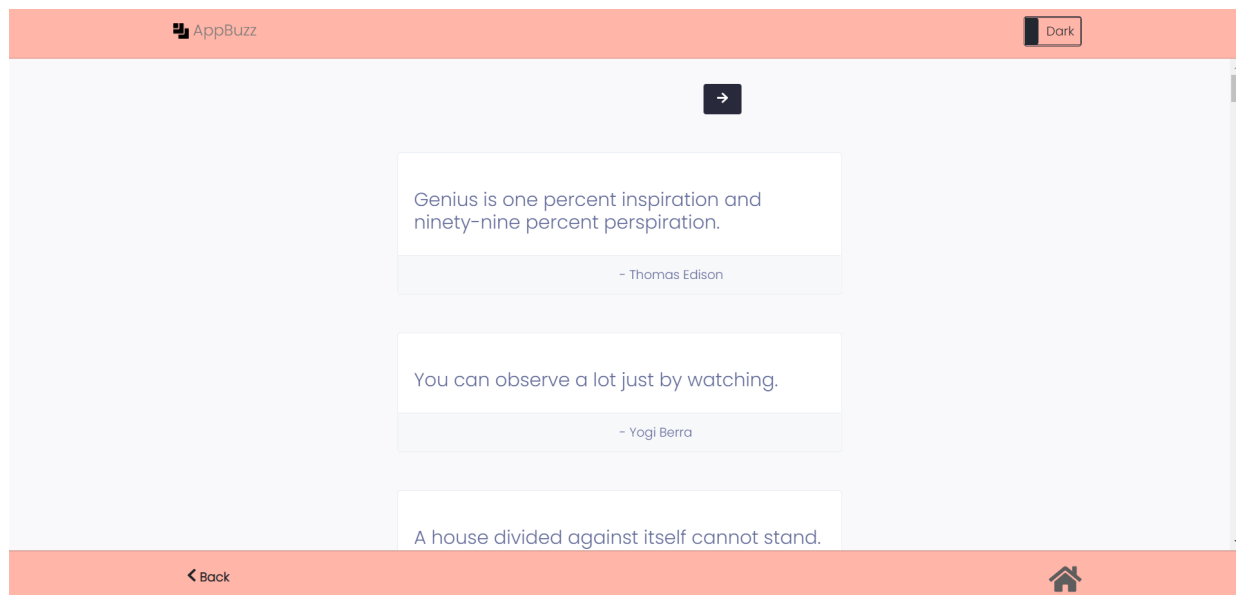 AppBuzz
Dark
Genius is one percent inspiration and
ninety-nine percent perspiration.
- Thomas Edison
You can observe a lot just by watching.
- Yogi Berra
A house divided against itself cannot stand.
Back